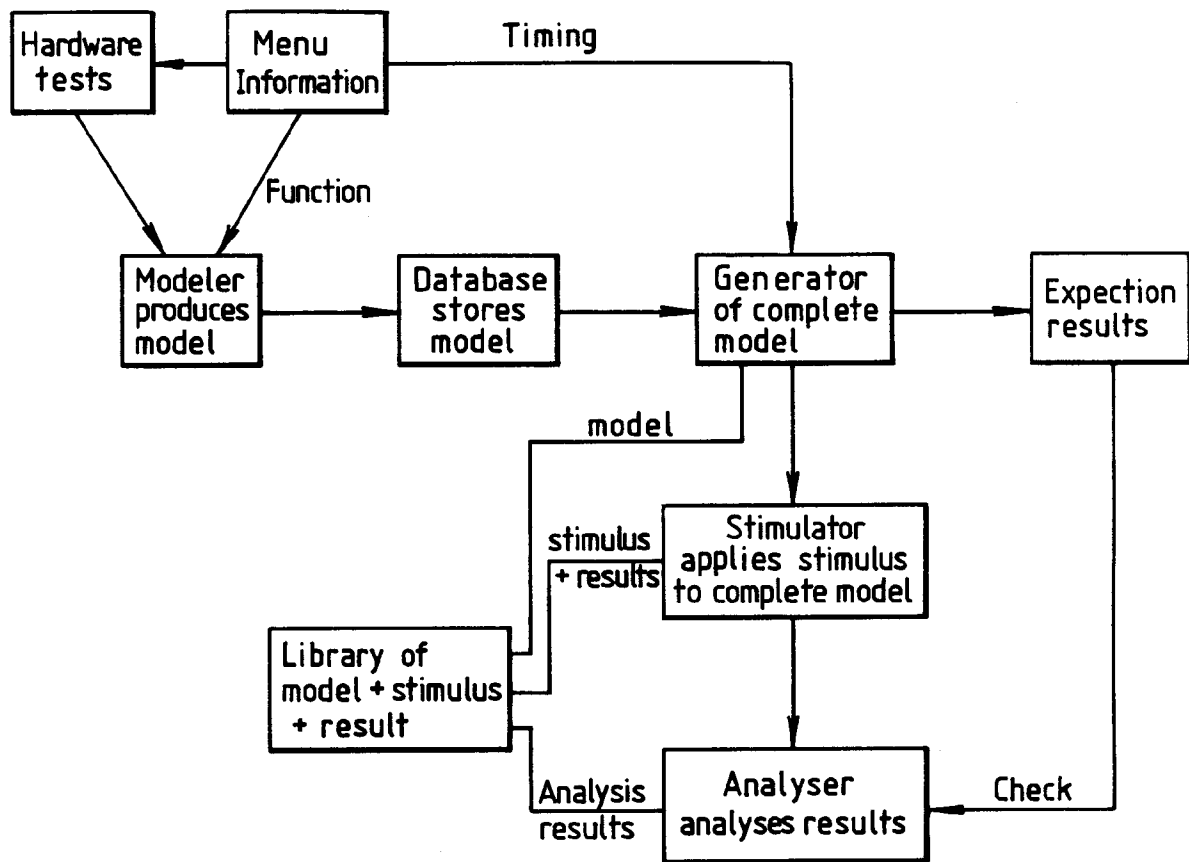 Hardware
tests
Menu
Information
Timing
Function
Modeler
produces
model
Database
stores
model
Generator
of complete
model
Expection
results
model
stimulus
+ results
Stimulator
applies stimulus
to complete model
Library of
model + stimulus
+ result
Analysis
results
Analyser
analyses results
Check